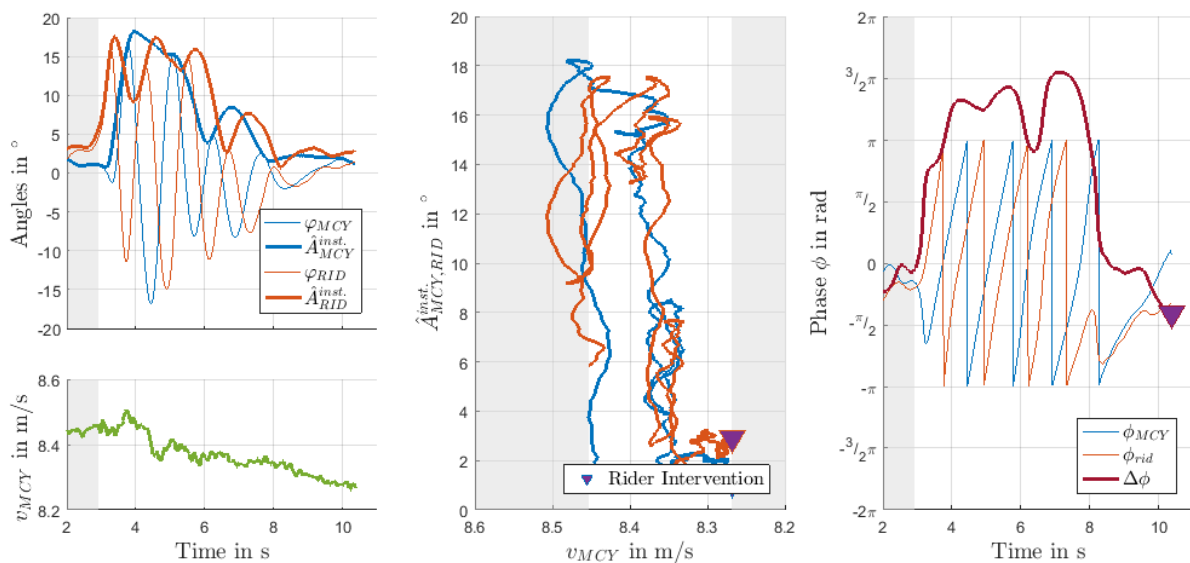 20
15
10
5
0
-5
-10
-15
-20
Angles in °
φ_MCY
Â^inst._MCY
φ_RID
Â^inst._RID
8.6
8.4
8.2
v_MCY in m/s
2 4 6 8 10
Time in s
20
18
16
14
12
10
8
6
4
2
0
Â^inst._MCY,RID in °
Rider Intervention
8.6 8.5 8.4 8.3 8.2
v_MCY in m/s
2π
3/2π
π
π/2
0
-π/2
-π
-3/2π
-2π
Phase ϕ in rad
ϕ_MCY
ϕ_rid
Δϕ
2 4 6 8 10
Time in s